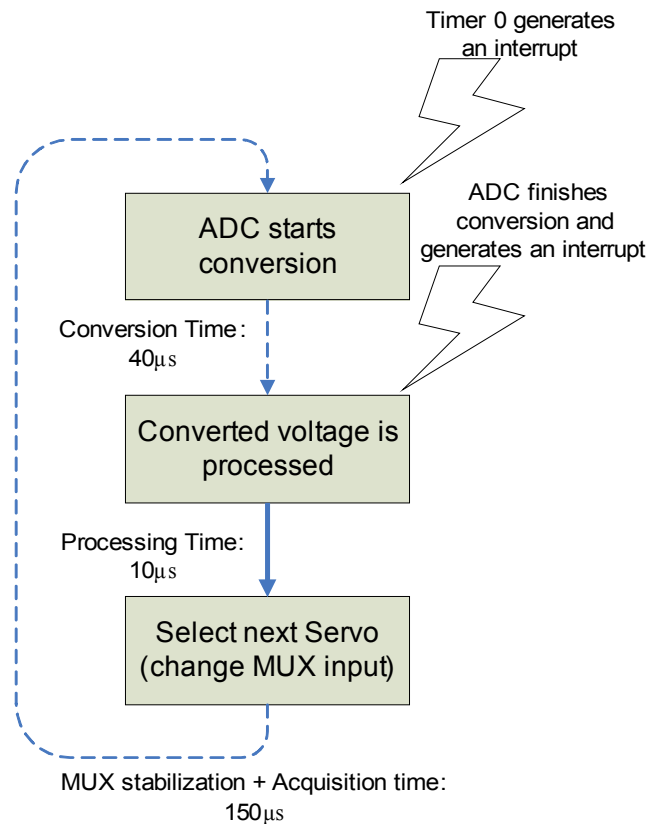 Timer 0 generates
an interrupt
ADC finishes
conversion and
generates an interrupt
ADC starts
conversion
Conversion Time:
40µs
Converted voltage is
processed
Processing Time:
10µs
Select next Servo
(change MUX input)
MUX stabilization + Acquisition time:
150µs